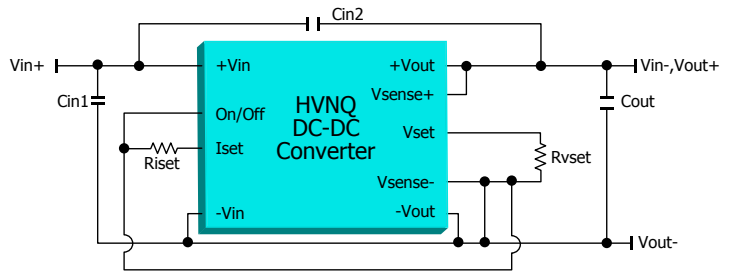 Cin2
Vin+
+Vin
+Vout
Vin-,Vout+
Cin1
Vsense+
Cout
HVNQ
DC-DC
Converter
On/Off
Vset
Iset
Riset
Rvset
Vsense-
-Vin
-Vout
Vout-